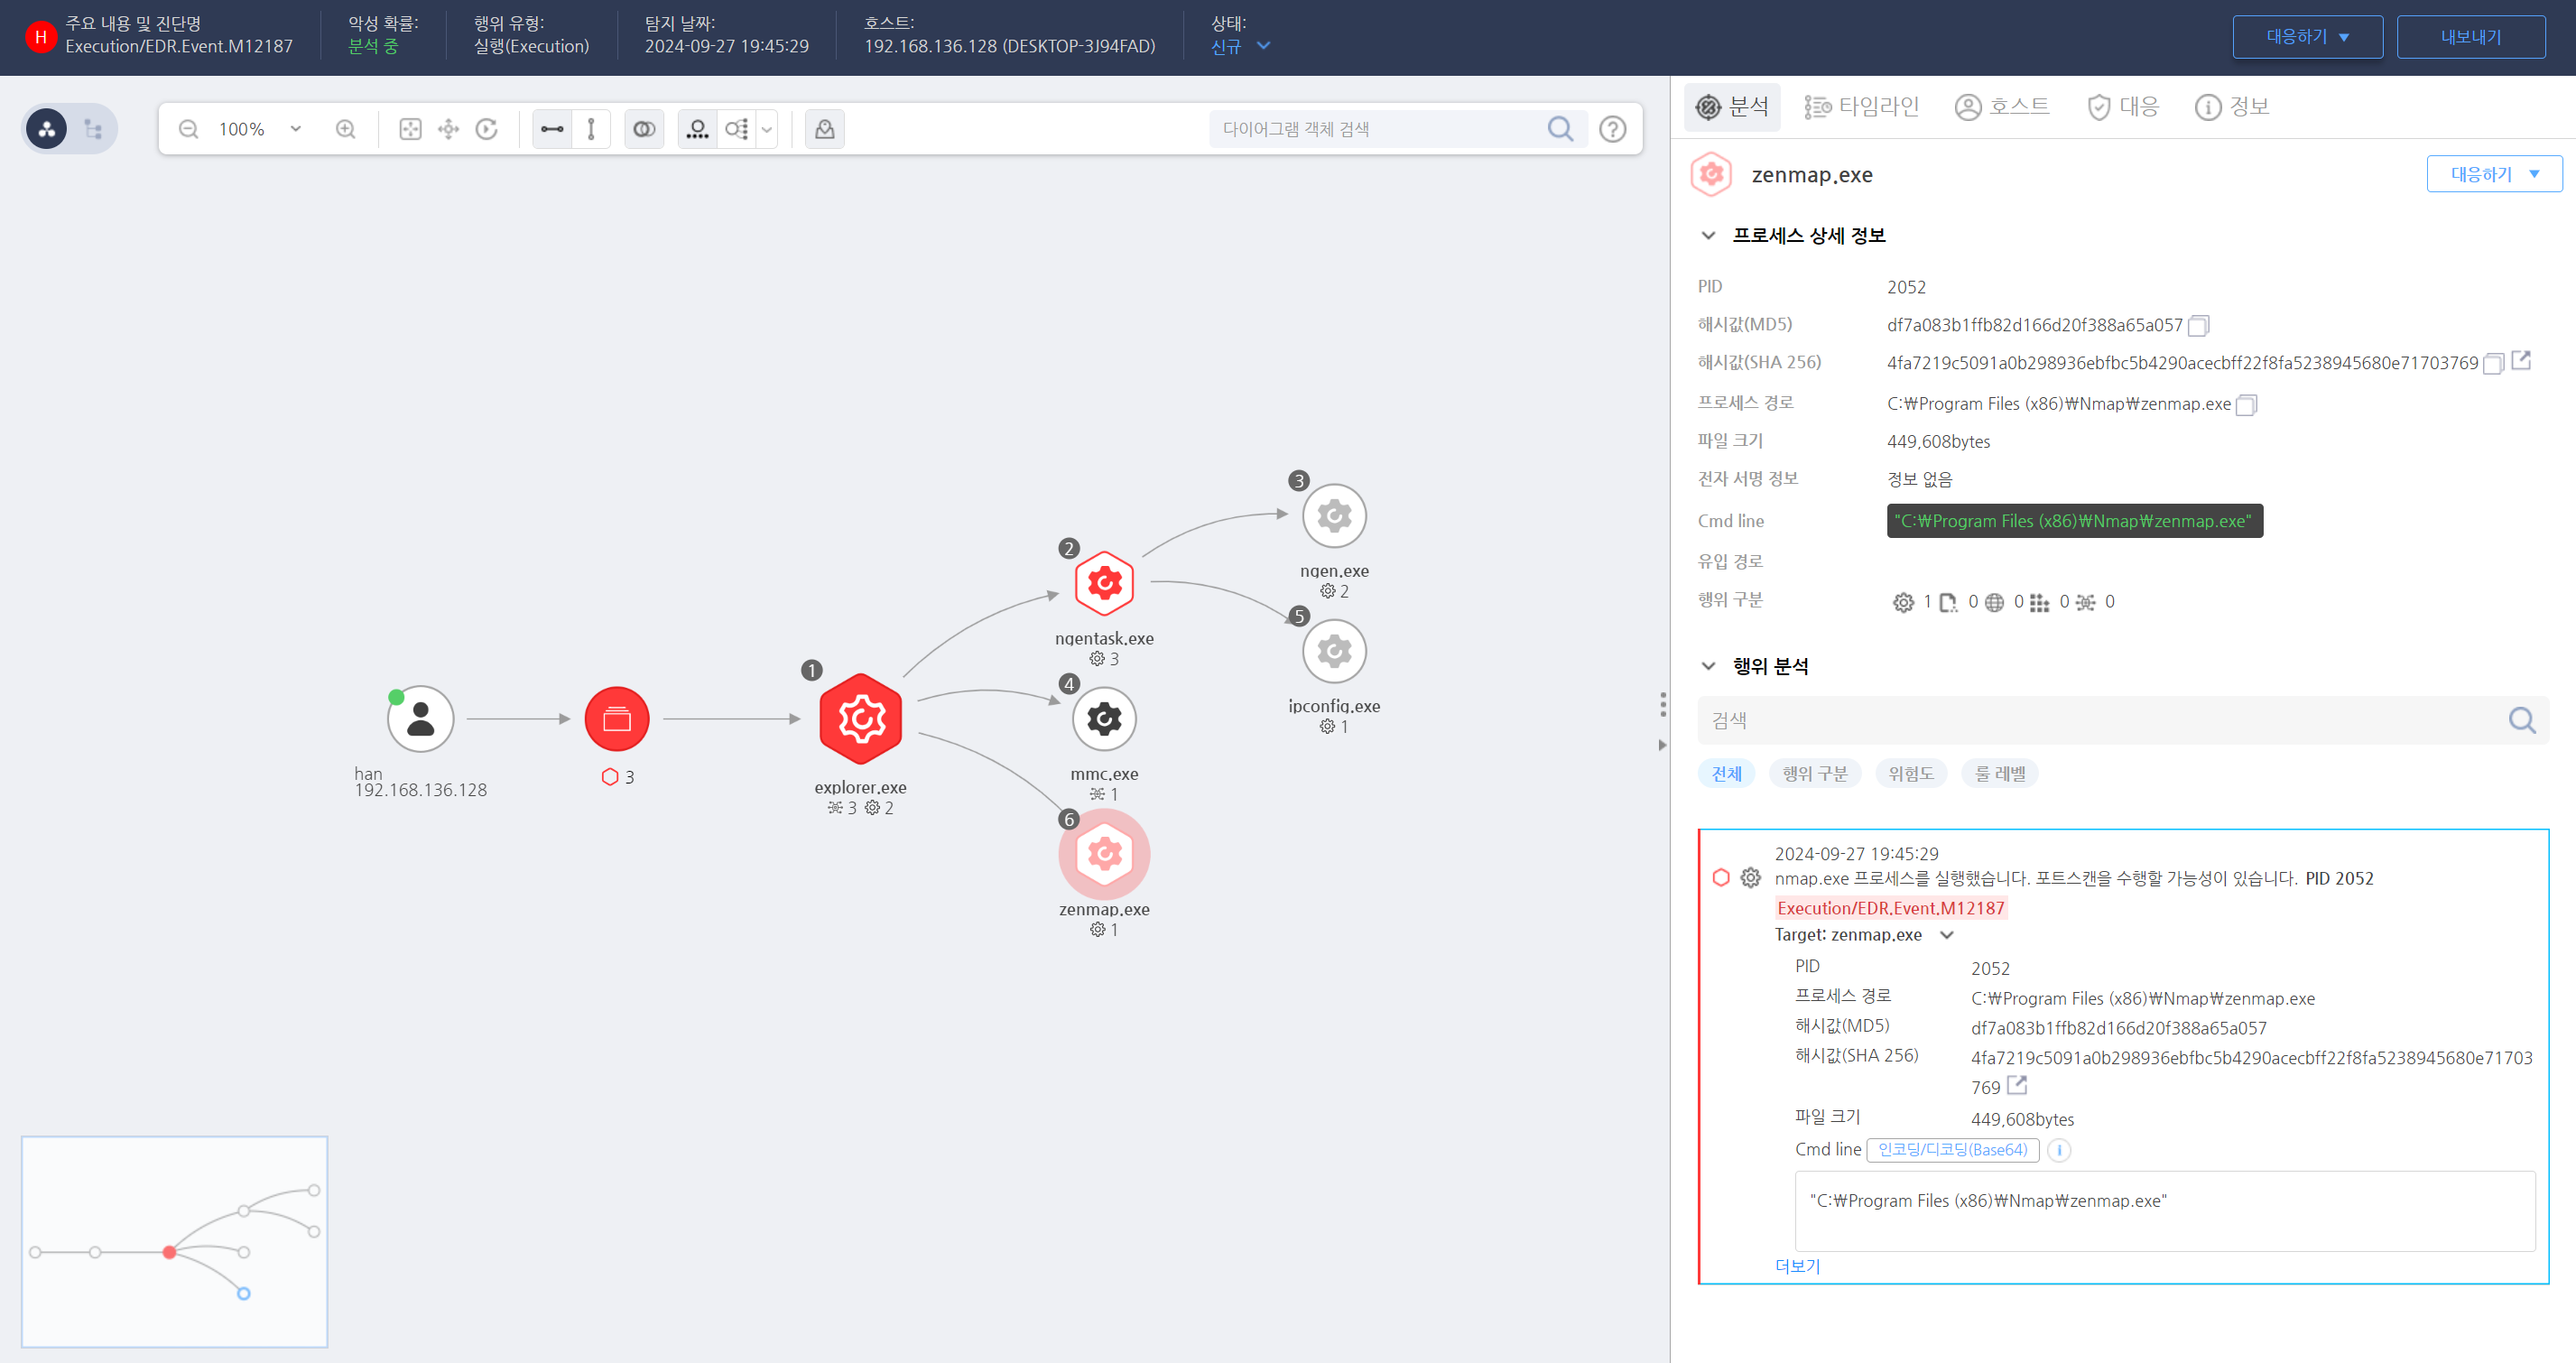 H
주요 내용 및 진단명
Execution/EDR.Event.M12187
악성 확률:
분석 중
행위 유형:
실행(Execution)
탐지 날짜:
2024-09-27 19:45:29
호스트:
192.168.136.128 (DESKTOP-3J94FAD)
상태:
신규
대응하기 ▼
내보내기
100%
다이어그램 객체 검색
분석
타임라인
호스트
대응
정보
zenmap.exe
대응하기 ▼
프로세스 상세 정보
PID 2052
해시값(MD5) df7a083b1ffb82d166d20f388a65a057
해시값(SHA 256) 4fa7219c5091a0b298936ebfbc5b4290acecbff22f8fa5238945680e71703769
프로세스 경로 C:₩Program Files (x86)₩Nmap₩zenmap.exe
파일 크기 449,608bytes
전자 서명 정보 정보 없음
Cmd line "C:₩Program Files (x86)₩Nmap₩zenmap.exe"
유입 경로
행위 구분 1 0 0 0 0
행위 분석
검색
전체 행위 구분 위험도 룰 레벨
2024-09-27 19:45:29
nmap.exe 프로세스를 실행했습니다. 포트스캔을 수행할 가능성이 있습니다. PID 2052
Execution/EDR.Event.M12187
Target: zenmap.exe
PID 2052
프로세스 경로 C:₩Program Files (x86)₩Nmap₩zenmap.exe
해시값(MD5) df7a083b1ffb82d166d20f388a65a057
해시값(SHA 256) 4fa7219c5091a0b298936ebfbc5b4290acecbff22f8fa5238945680e71703
769
파일 크기 449,608bytes
Cmd line 인코딩/디코딩(Base64)
"C:₩Program Files (x86)₩Nmap₩zenmap.exe"
더보기
han
192.168.136.128
3
1
explorer.exe
3 2
2
ngentask.exe
3
3
ngen.exe
2
4
mmc.exe
1
5
ipconfig.exe
1
6
zenmap.exe
1